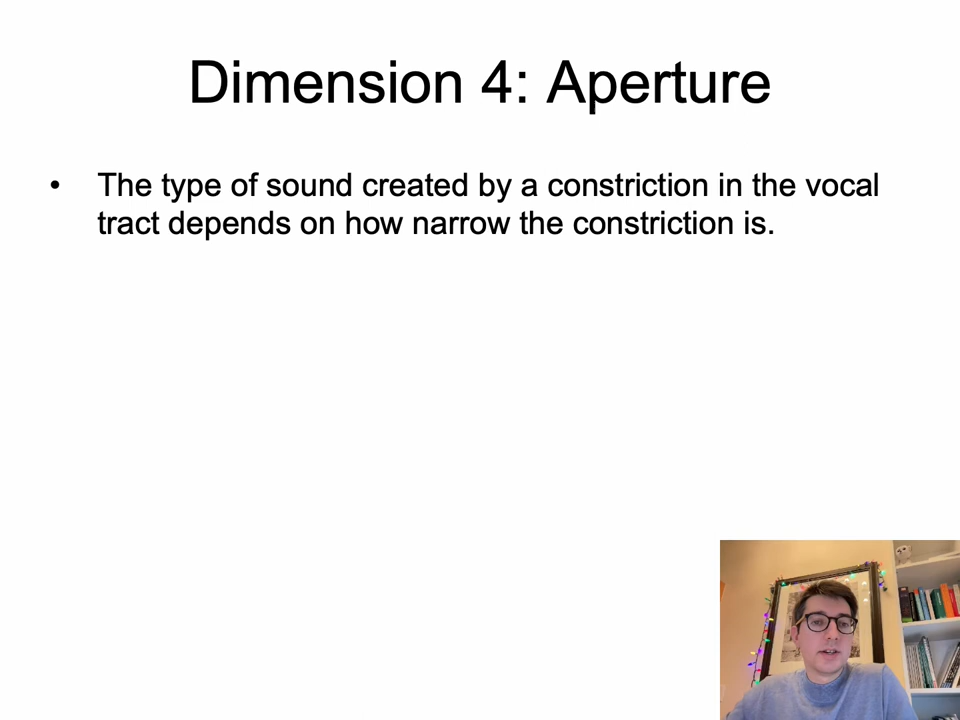 Dimension 4: Aperture
• The type of sound created by a constriction in the vocal
tract depends on how narrow the constriction is.